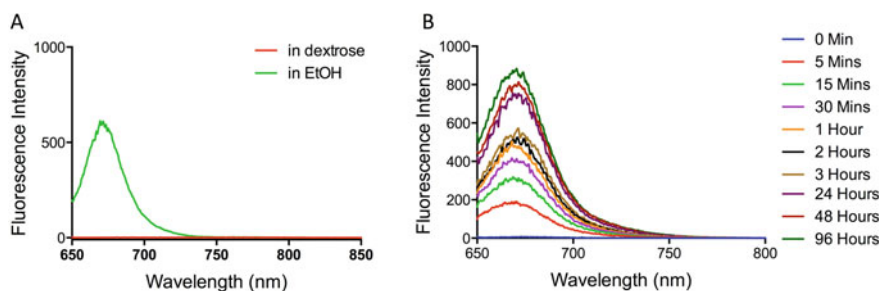 A
Fluorescence Intensity
1000
500
0
650
700
750
800
850
Wavelength (nm)
in dextrose
in EtOH
B
Fluorescence Intensity
1000
800
600
400
200
0
650
700
750
800
Wavelength (nm)
0 Min
5 Mins
15 Mins
30 Mins
1 Hour
2 Hours
3 Hours
24 Hours
48 Hours
96 Hours